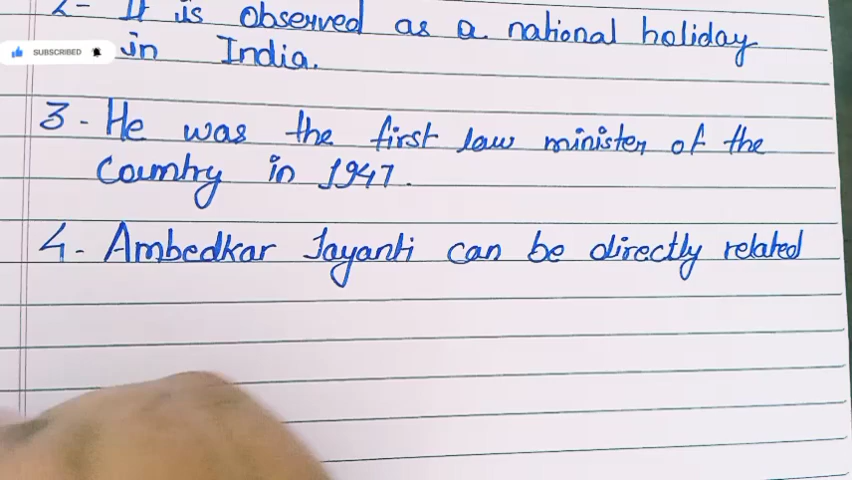 2- It is observed as a national holiday
SUBSCRIBED
in India.
3- He was the first law minister of the
Country in 1947.
4- Ambedkar Jayanti can be directly related